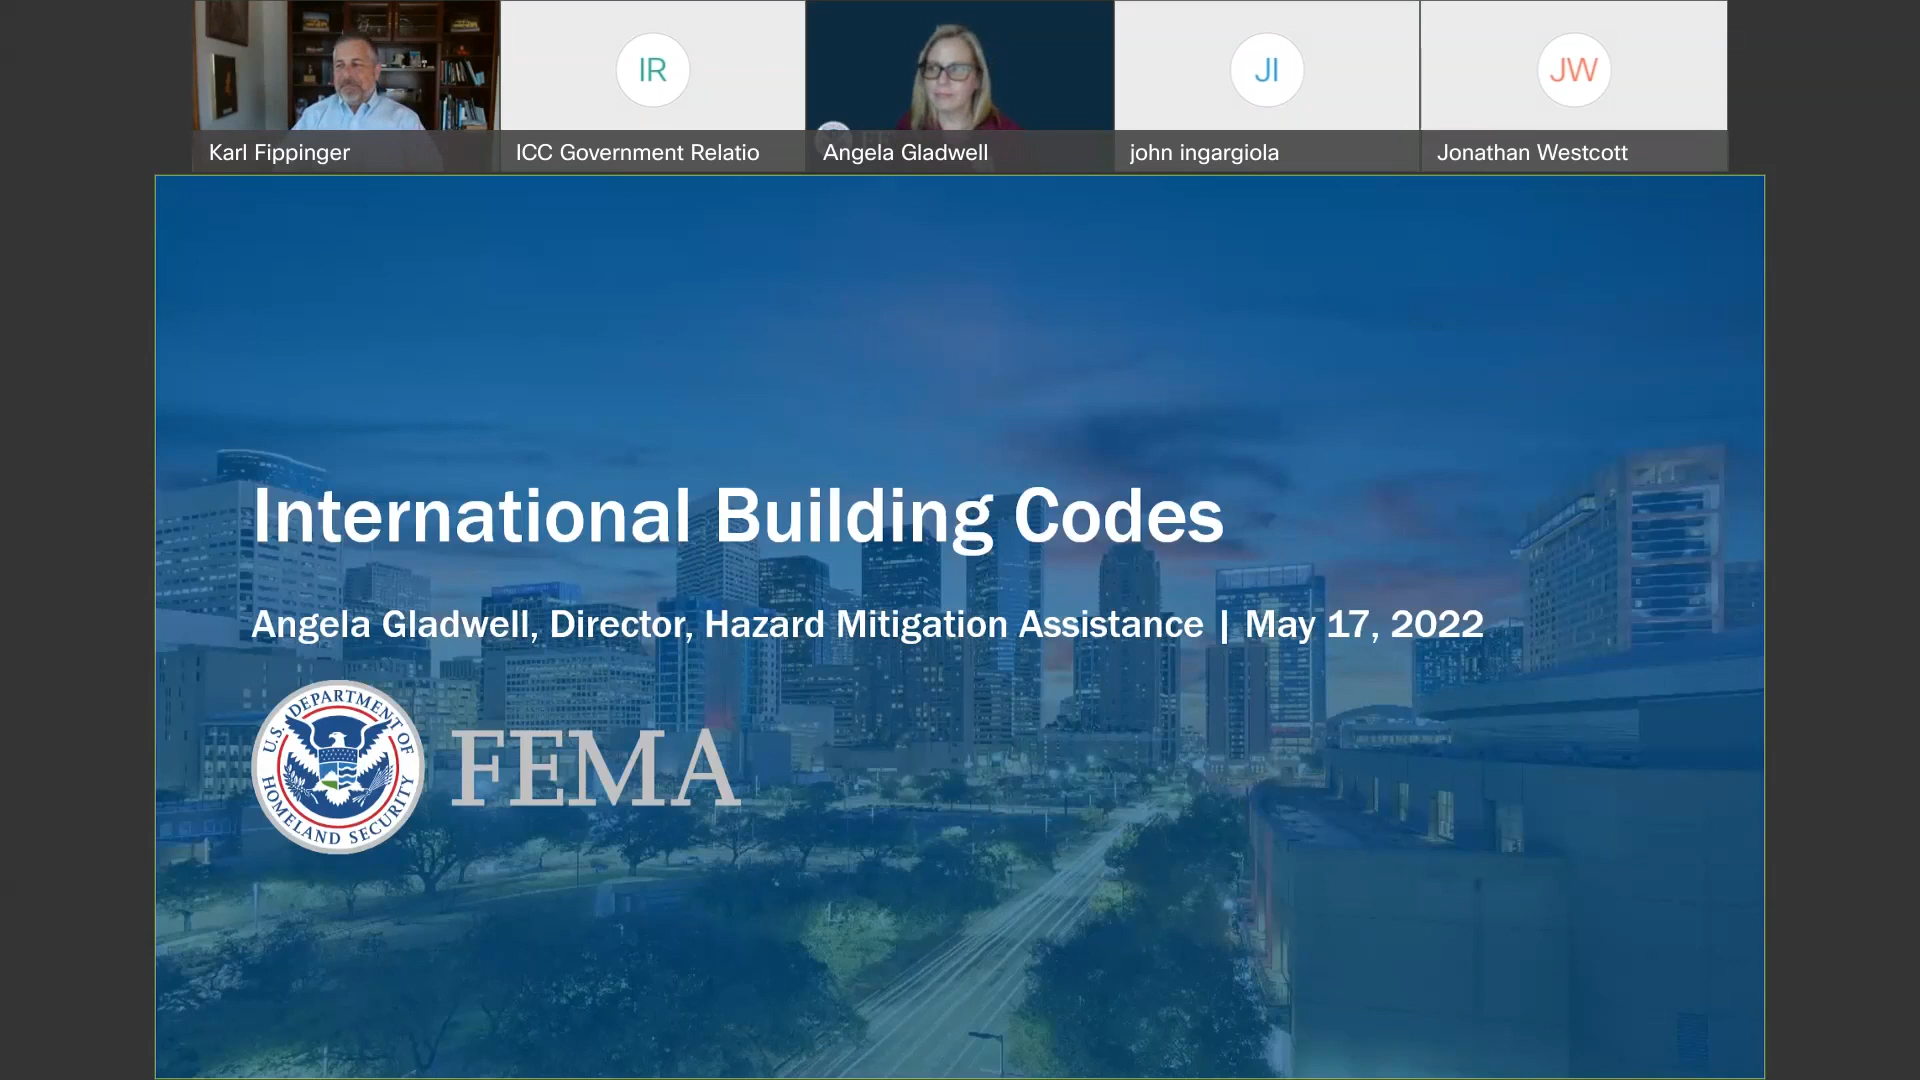 IR
JI
JW
Karl Fippinger
ICC Government Relatio
Angela Gladwell
john ingargiola
Jonathan Westcott
International Building Codes
Angela Gladwell, Director, Hazard Mitigation Assistance | May 17, 2022
U.S. DEPARTMENT OF
HOMELAND SECURITY
FEMA